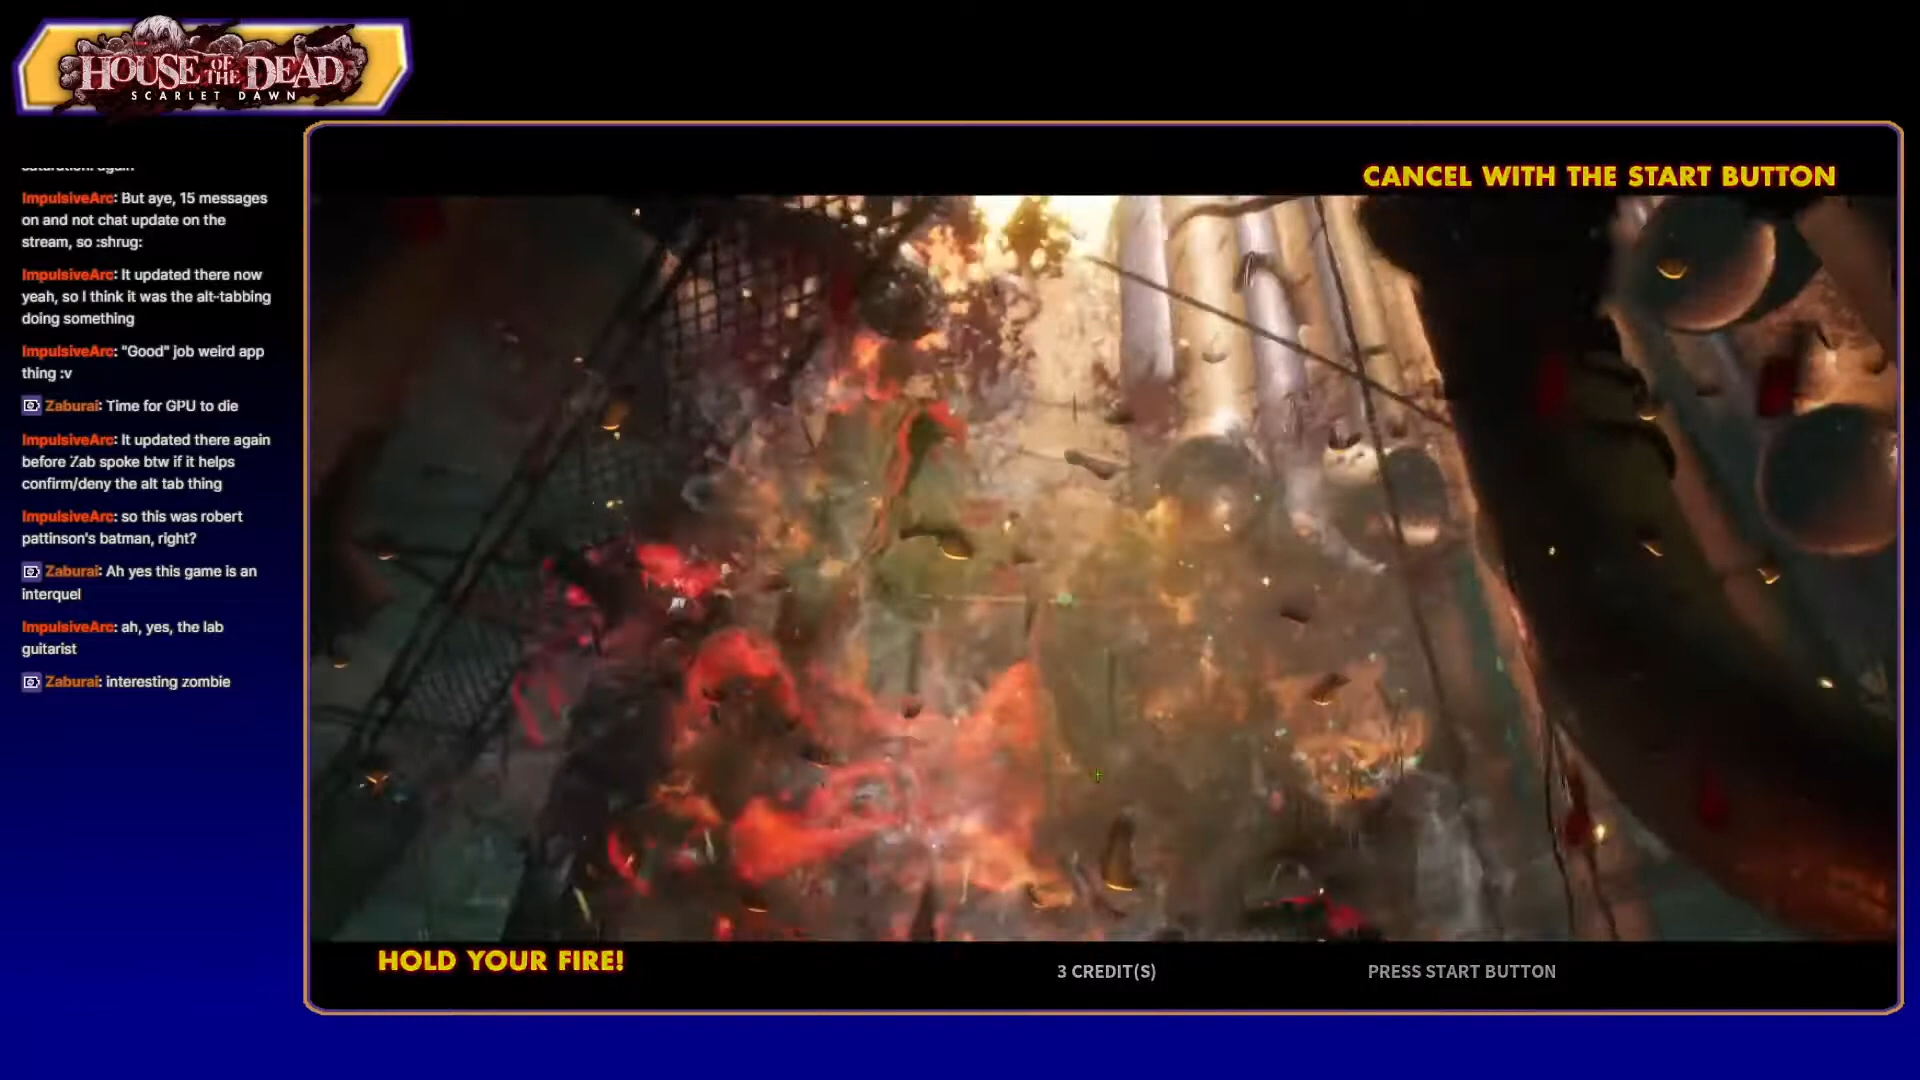 HOUSE OF THE DEAD
SCARLET DAWN
saturation. again
ImpulsiveArc: But aye, 15 messages
on and not chat update on the
stream, so :shrug:
ImpulsiveArc: It updated there now
yeah, so I think it was the alt-tabbing
doing something
ImpulsiveArc: "Good" job weird app
thing :v
Zaburai: Time for GPU to die
ImpulsiveArc: It updated there again
before Zab spoke btw if it helps
confirm/deny the alt tab thing
ImpulsiveArc: so this was robert
pattinson's batman, right?
Zaburai: Ah yes this game is an
interquel
ImpulsiveArc: ah, yes, the lab
guitarist
Zaburai: interesting zombie
CANCEL WITH THE START BUTTON
HOLD YOUR FIRE!
3 CREDIT(S)
PRESS START BUTTON